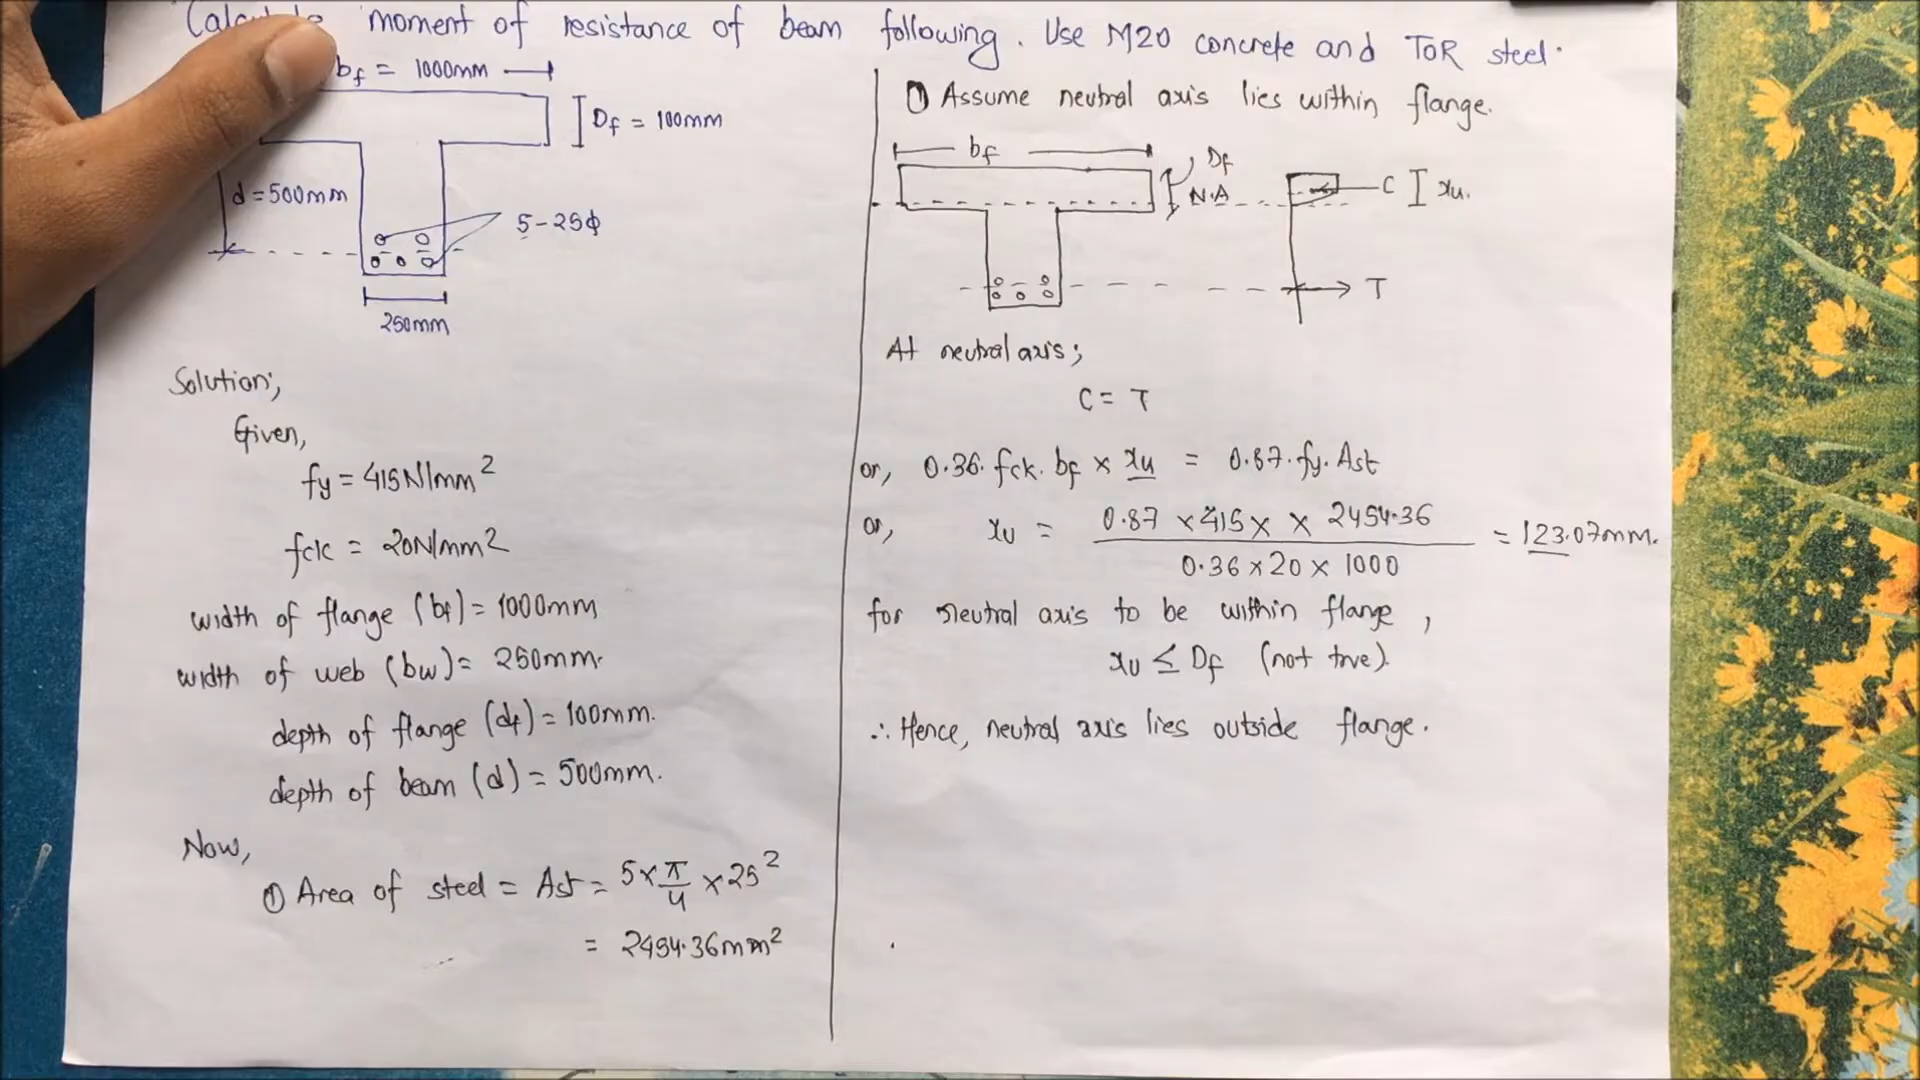 moment of resistance of beam following. Use M20 concrete and TOR steel.
bf = 1000mm
Df = 100mm
d = 500mm
5-25ϕ
250mm
Solution;
Given,
fy = 415N/mm2
fck = 20N/mm2
width of flange (bf) = 1000mm
width of web (bw) = 250mm.
depth of flange (df) = 100mm.
depth of beam (d) = 500mm.
Now,
① Area of steel = Ast = 5 × π/4 × 25²
= 2454.36mm²
① Assume neutral axis lies within flange.
bf
Df
N.A
C
xu.
T
At neutral axis;
C = T
or, 0.36. fck. bf × xu = 0.87. fy. Ast
or, xu = 0.87 × 415 × × 2454.36 / 0.36 × 20 × 1000 = 123.07mm.
for neutral axis to be within flange,
xu ≤ Df (not true).
∴ Hence, neutral axis lies outside flange.